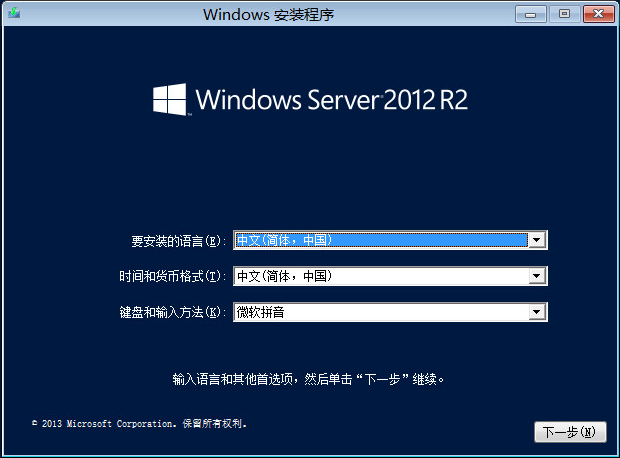 Windows 安装程序
Windows Server 2012 R2
要安装的语言(E): 中文(简体，中国)
时间和货币格式(T): 中文(简体，中国)
键盘和输入方法(K): 微软拼音
输入语言和其他首选项，然后单击“下一步”继续。
© 2013 Microsoft Corporation. 保留所有权利.
下一步(N)